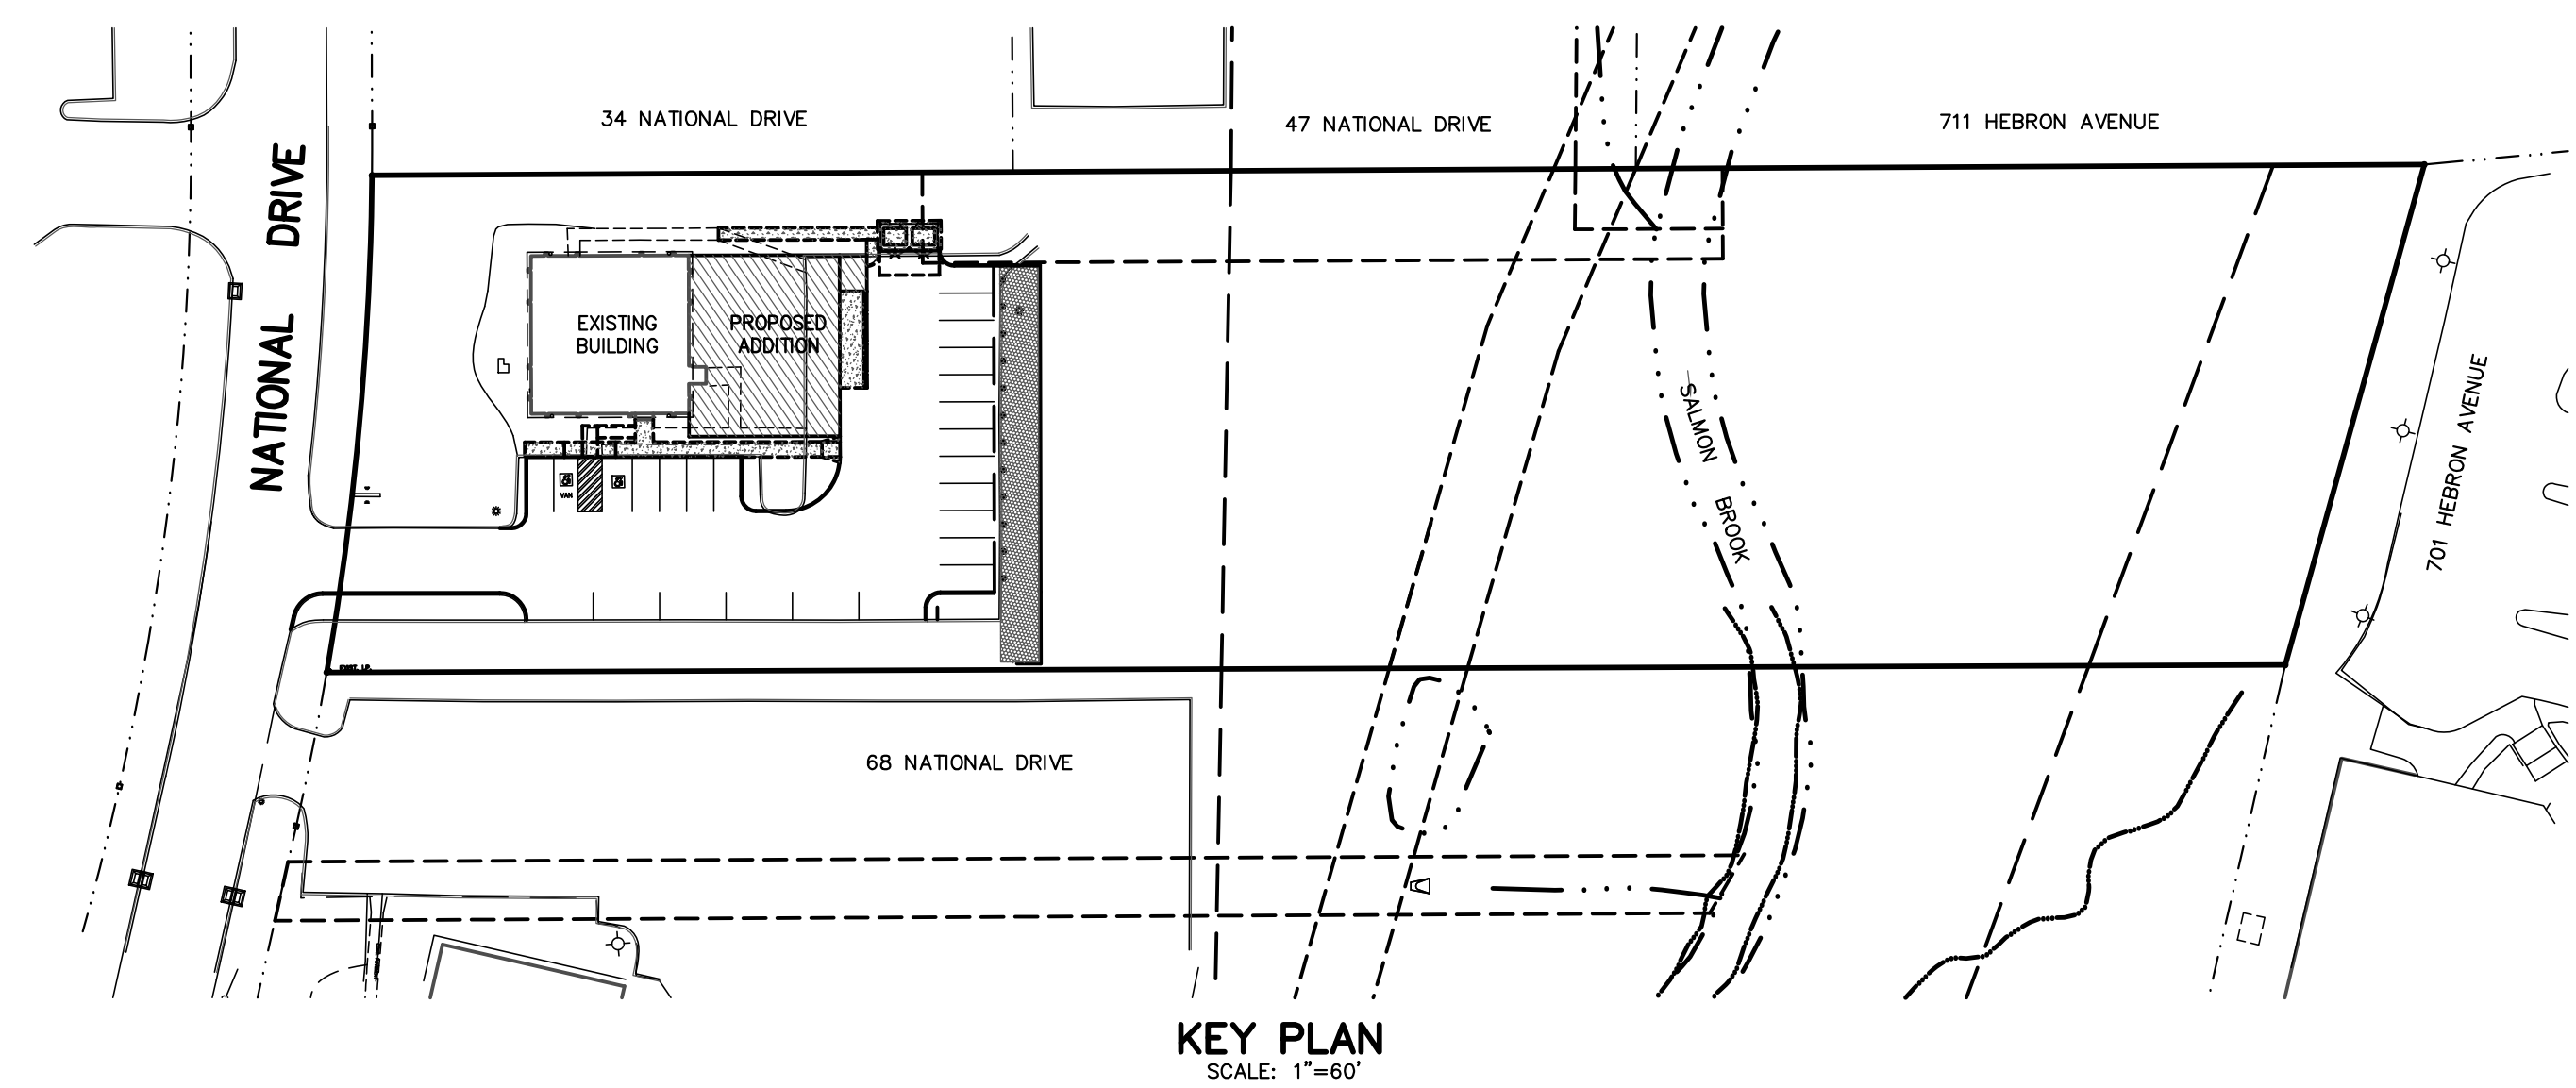 34 NATIONAL DRIVE
47 NATIONAL DRIVE
711 HEBRON AVENUE
NATIONAL DRIVE
EXISTING
BUILDING
PROPOSED
ADDITION
SALMON BROOK
701 HEBRON AVENUE
VAN
EXIST. I.P.
68 NATIONAL DRIVE
KEY PLAN
SCALE: 1"=60'